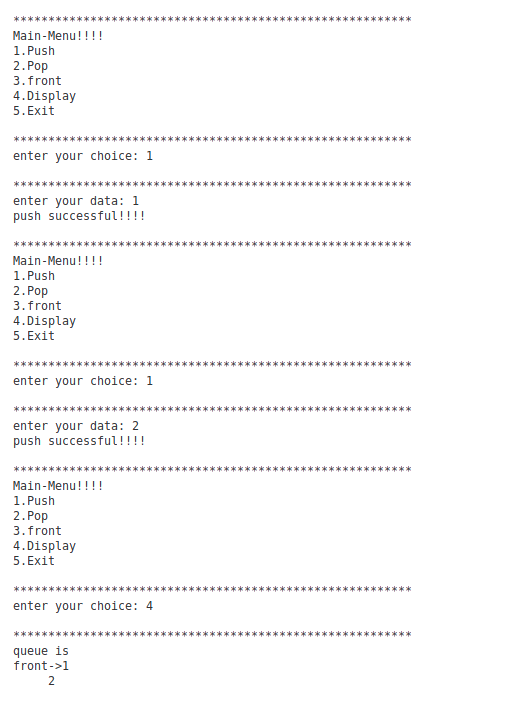 *********************************************************
Main-Menu!!!!
1.Push
2.Pop
3.front
4.Display
5.Exit
*********************************************************
enter your choice: 1
*********************************************************
enter your data: 1
push successful!!!!
*********************************************************
Main-Menu!!!!
1.Push
2.Pop
3.front
4.Display
5.Exit
*********************************************************
enter your choice: 1
*********************************************************
enter your data: 2
push successful!!!!
*********************************************************
Main-Menu!!!!
1.Push
2.Pop
3.front
4.Display
5.Exit
*********************************************************
enter your choice: 4
*********************************************************
queue is
front->1
2